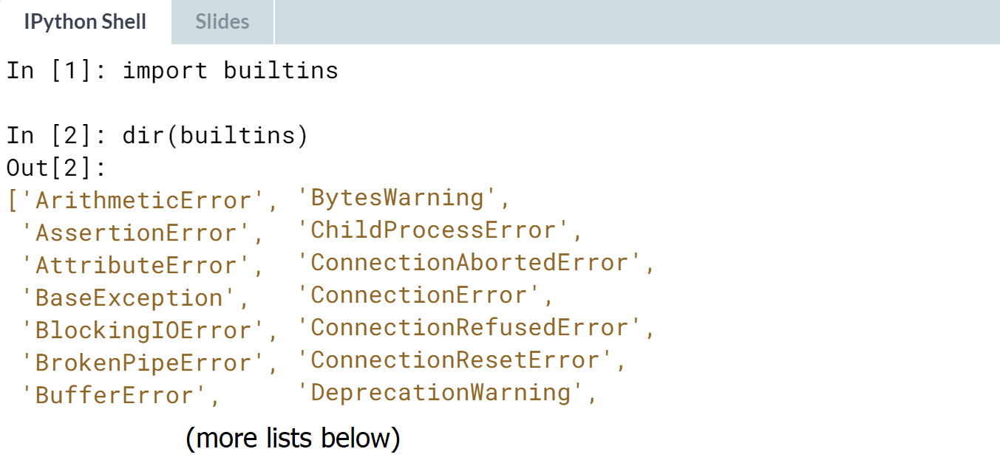 IPython Shell Slides
In [1]: import builtins
In [2]: dir(builtins)
Out[2]:
['ArithmeticError',
 'AssertionError',
 'AttributeError',
 'BaseException',
 'BlockingIOError',
 'BrokenPipeError',
 'BufferError',
 'BytesWarning',
 'ChildProcessError',
 'ConnectionAbortedError',
 'ConnectionError',
 'ConnectionRefusedError',
 'ConnectionResetError',
 'DeprecationWarning',
(more lists below)